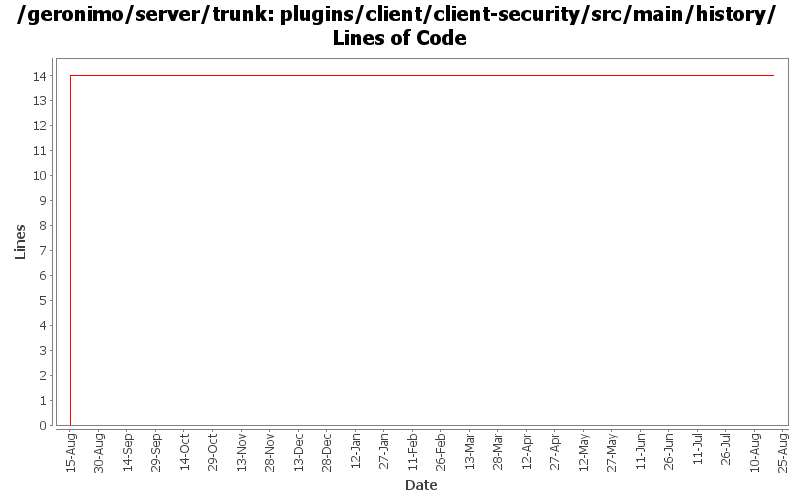 /geronimo/server/trunk: plugins/client/client-security/src/main/history/
Lines of Code
14
13
12
11
10
9
8
7
6
5
4
3
2
1
0
Lines
15-Aug
30-Aug
14-Sep
29-Sep
14-Oct
29-Oct
13-Nov
28-Nov
13-Dec
28-Dec
12-Jan
27-Jan
11-Feb
26-Feb
13-Mar
28-Mar
12-Apr
27-Apr
12-May
27-May
11-Jun
26-Jun
11-Jul
26-Jul
10-Aug
25-Aug
Date